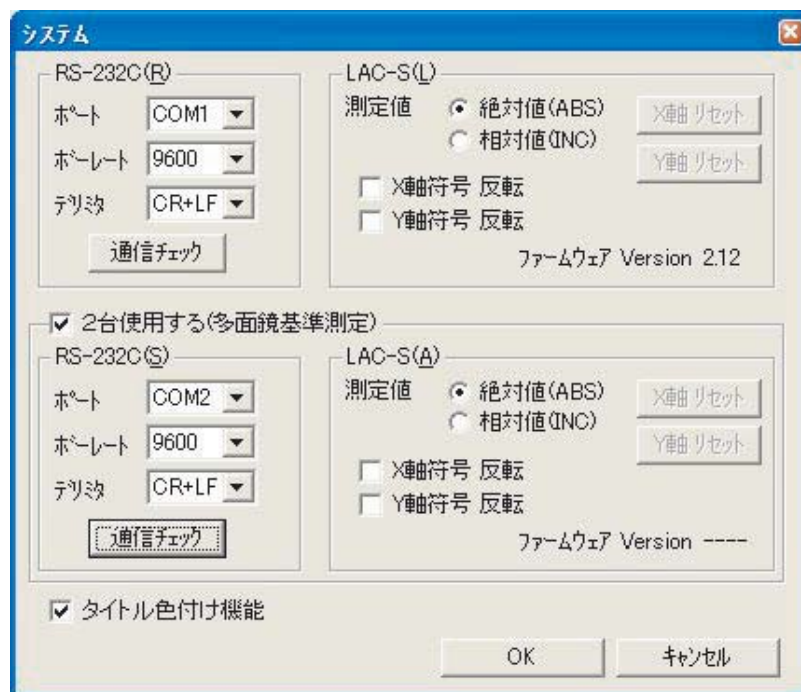 システム
RS-232C(R)
ポート COM1
ボーレート 9600
デリミタ CR+LF
通信チェック
LAC-S(L)
測定値 絶対値(ABS)
相対値(INC)
X軸 リセット
Y軸 リセット
X軸符号 反転
Y軸符号 反転
ファームウェア Version 2.12
2台使用する(多面鏡基準測定)
RS-232C(S)
ポート COM2
ボーレート 9600
デリミタ CR+LF
通信チェック
LAC-S(A)
測定値 絶対値(ABS)
相対値(INC)
X軸 リセット
Y軸 リセット
X軸符号 反転
Y軸符号 反転
ファームウェア Version ----
タイトル色付け機能
OK キャンセル